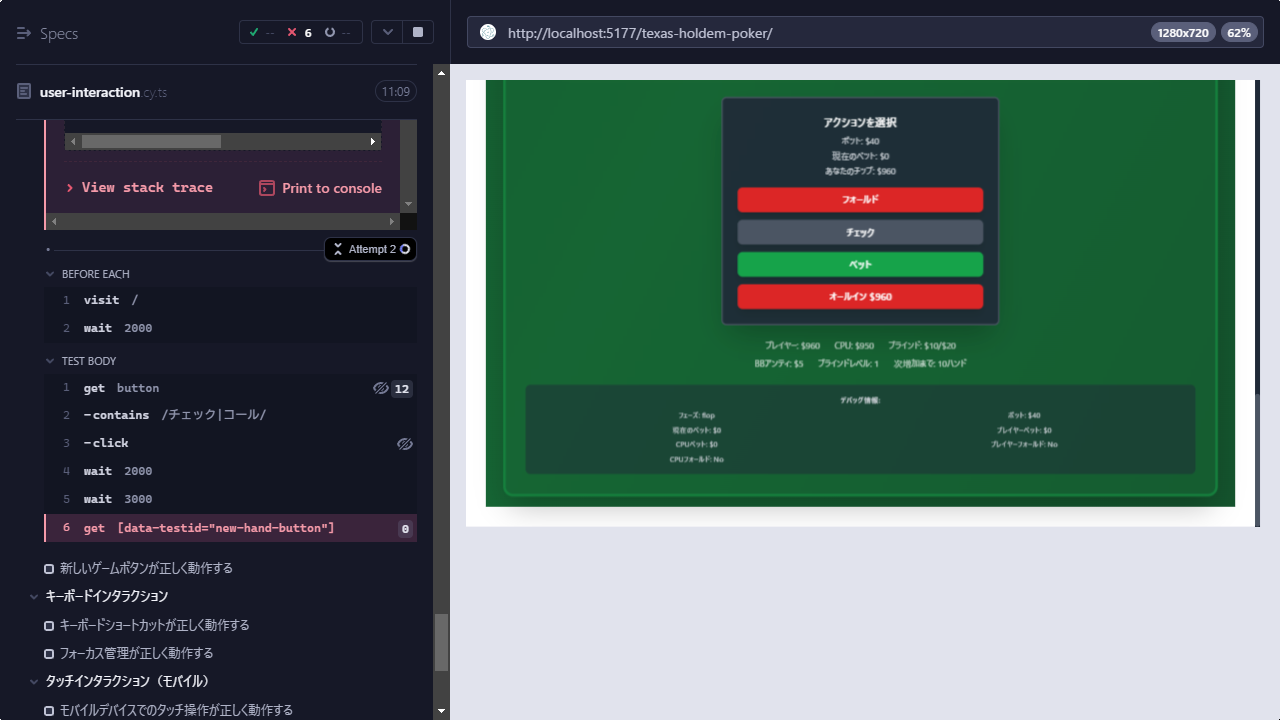 Specs
-- 6 --
http://localhost:5177/texas-holdem-poker/
1280x720 62%
user-interaction.cy.ts 11:09
View stack trace Print to console
Attempt 2
BEFORE EACH
1 visit /
2 wait 2000
TEST BODY
1 get button 12
2 -contains /チェック|コール/
3 -click
4 wait 2000
5 wait 3000
6 get [data-testid="new-hand-button"] 0
新しいゲームボタンが正しく動作する
キーボードインタラクション
キーボードショートカットが正しく動作する
フォーカス管理が正しく動作する
タッチインタラクション（モバイル）
モバイルデバイスでのタッチ操作が正しく動作する
アクションを選択
ポット: $40
現在のベット: $0
あなたのチップ: $960
フォールド
チェック
ベット
オールイン $960
プレイヤー: $960 CPU: $950 ブラインド: $10/$20
BBアンティ: $5 ブラインドレベル: 1 次増加まで: 10ハンド
デバッグ情報:
フェーズ: flop ポット: $40
現在のベット: $0 プレイヤーベット: $0
CPUベット: $0 プレイヤーフォールド: No
CPUフォールド: No